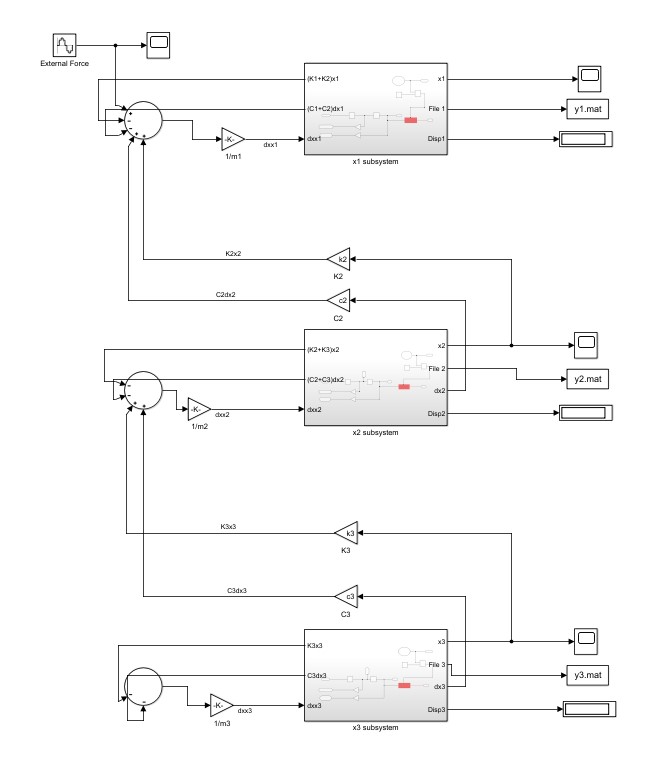 External Force
(K1+K2)x1
x1
(C1+C2)dx1
File 1
y1.mat
dxx1
Disp1
-K-
dxx1
1/m1
x1 subsystem
K2x2
k2
K2
C2dx2
c2
C2
(K2+K3)x2
x2
File 2
(C2+C3)dx2
y2.mat
dx2
-K-
dxx2
dxx2
Disp2
1/m2
x2 subsystem
K3x3
k3
K3
C3dx3
c3
C3
K3x3
x3
File 3
C3dx3
y3.mat
dx3
-K-
dxx3
dxx3
Disp3
1/m3
x3 subsystem